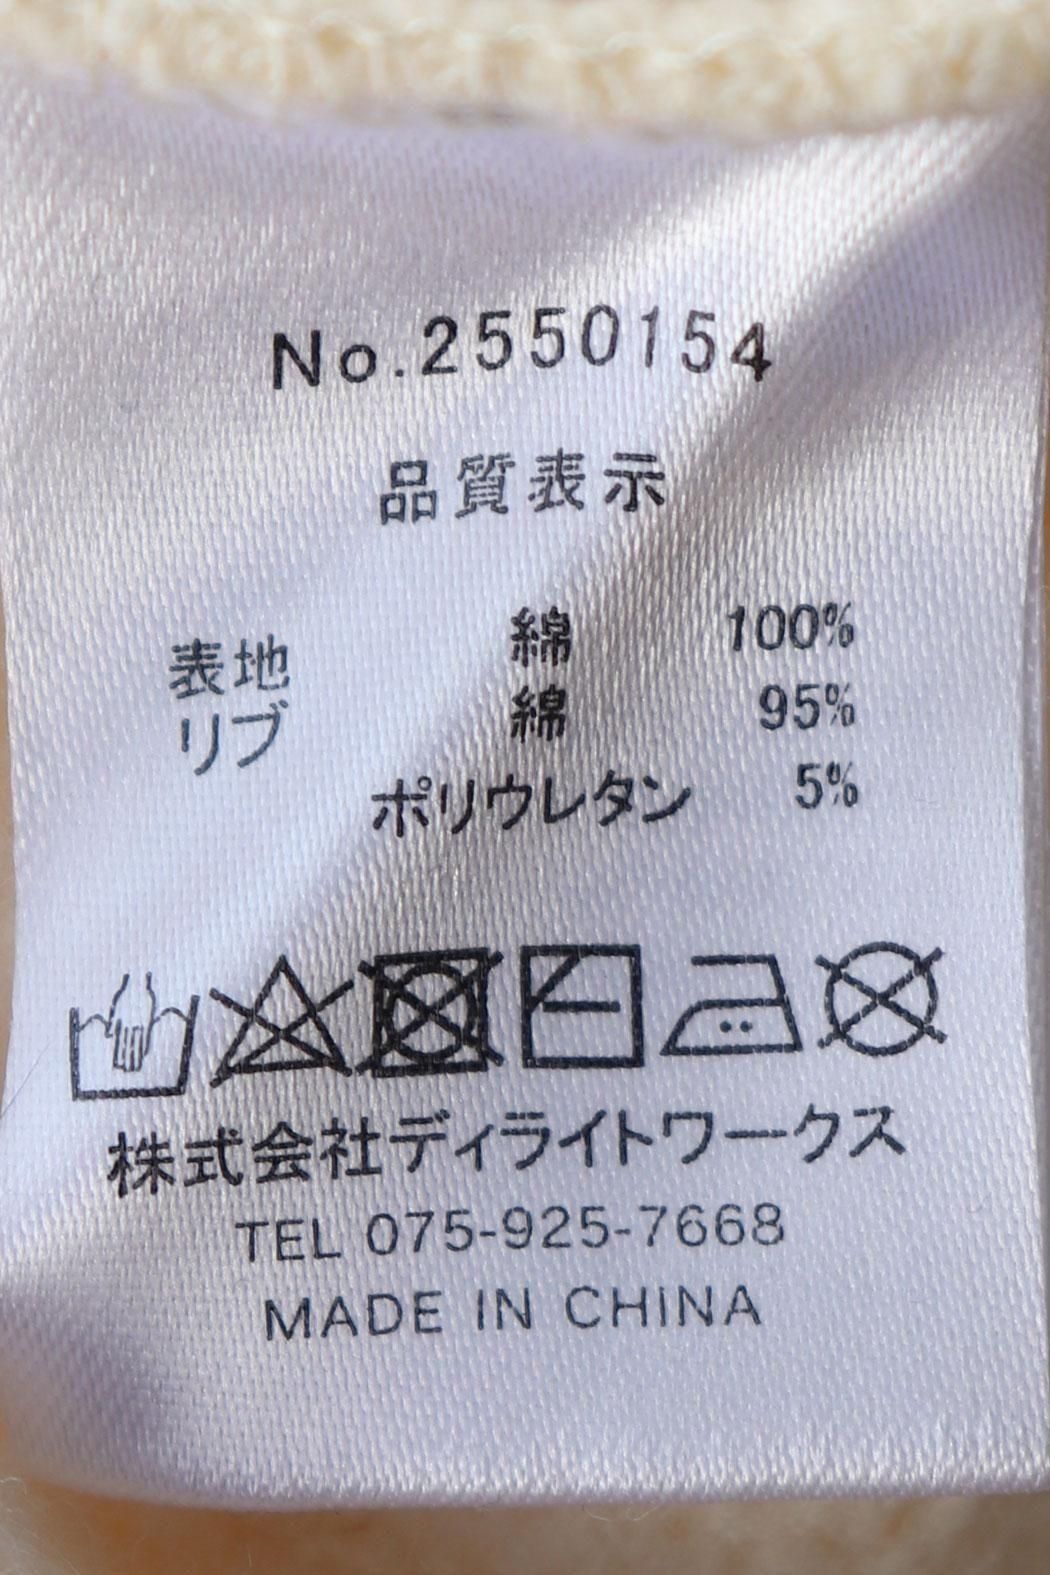 No.2550154
品質表示
表地 綿 100%
リブ 綿 95%
ポリウレタン 5%
株式会社ディライトワークス
TEL 075-925-7668
MADE IN CHINA